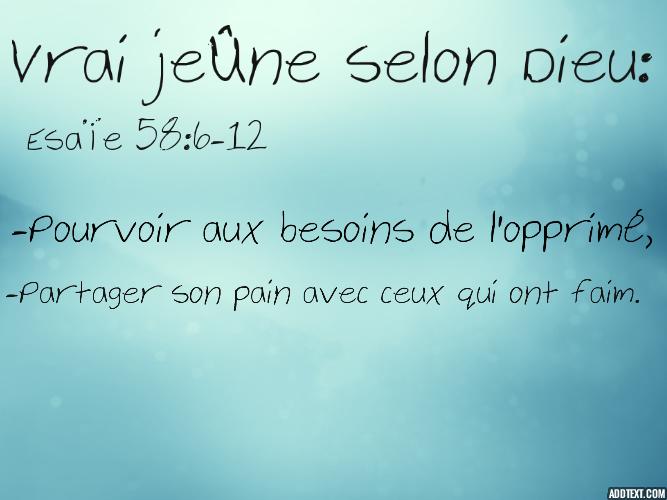 Vrai jeÛne selon Dieu:
Esaïe 58:6-12
-Pourvoir aux besoins de l'opprimé,
-Partager son pain avec ceux qui ont faim.
ADDTEXT.COM